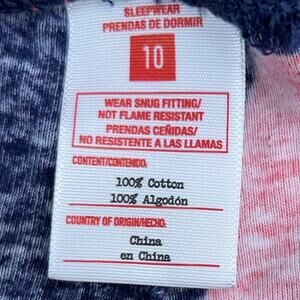 SLEEPWEAR
PRENDAS DE DORMIR
10
WEAR SNUG FITTING/
NOT FLAME RESISTANT
PRENDAS CEÑIDAS/
NO RESISTENTE A LAS LLAMAS
CONTENT/CONTENIDO:
100% Cotton
100% Algodón
COUNTRY OF ORIGIN/HECHO:
China
en China